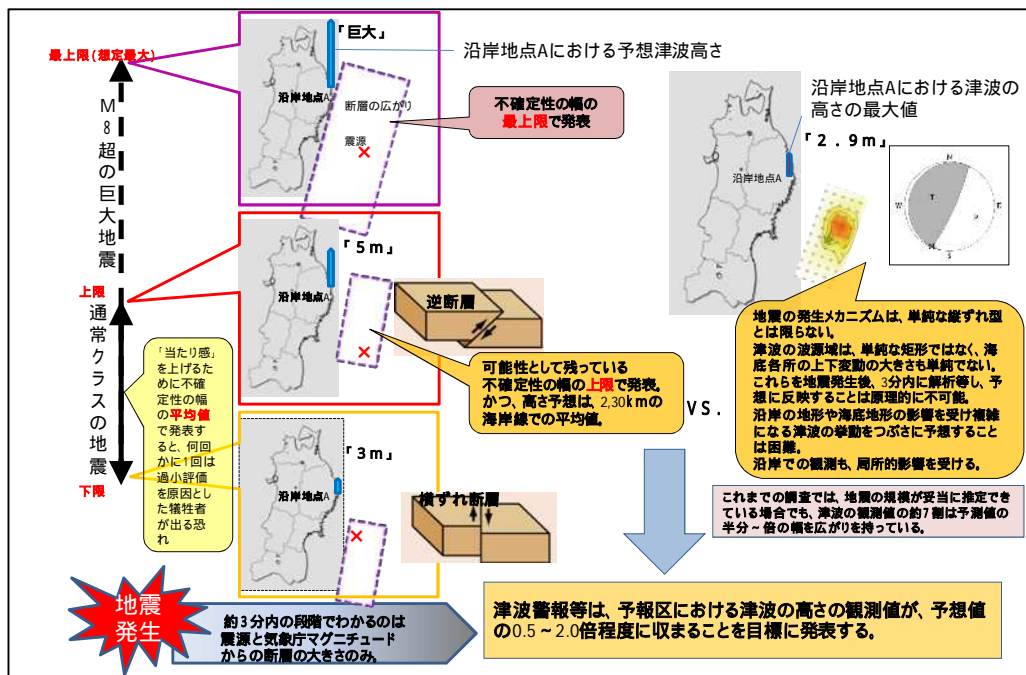 最上限(想定最大)
M8超の巨大地震
上限
通常クラスの地震
下限
「当たり感」
を上げるた
めに不確
定性の幅
の平均値
で発表す
ると、何回
かに1回は
過小評価
を原因とし
た犠牲者
が出る恐
れ
「巨大」
沿岸地点Aにおける予想津波高さ
沿岸地点A
断層の広がり
震源
不確定性の幅の
最上限で発表
「5m」
沿岸地点A
逆断層
可能性として残っている
不確定性の幅の上限で発表。
かつ、高さ予想は、2,30kmの
海岸線での平均値。
「3m」
沿岸地点A
横ずれ断層
VS.
沿岸地点Aにおける津波の
高さの最大値
「2.9m」
沿岸地点A
N
W
T
E
P
S
地震の発生メカニズムは、単純な縦ずれ型
とは限らない。
津波の波源域は、単純な矩形ではなく、海
底各所の上下変動の大きさも単純でない。
これらを地震発生後、3分内に解析等し、予
想に反映することは原理的に不可能。
沿岸の地形や海底地形の影響を受け複雑
になる津波の挙動をつぶさに予想すること
は困難。
沿岸での観測も、局所的影響を受ける。
これまでの調査では、地震の規模が妥当に推定でき
ている場合でも、津波の観測値の約7割は予測値の
半分～倍の幅を広がりを持っている。
地震
発生
約3分内の段階でわかるのは
震源と気象庁マグニチュード
からの断層の大きさのみ。
津波警報等は、予報区における津波の高さの観測値が、予想値
の0.5～2.0倍程度に収まることを目標に発表する。